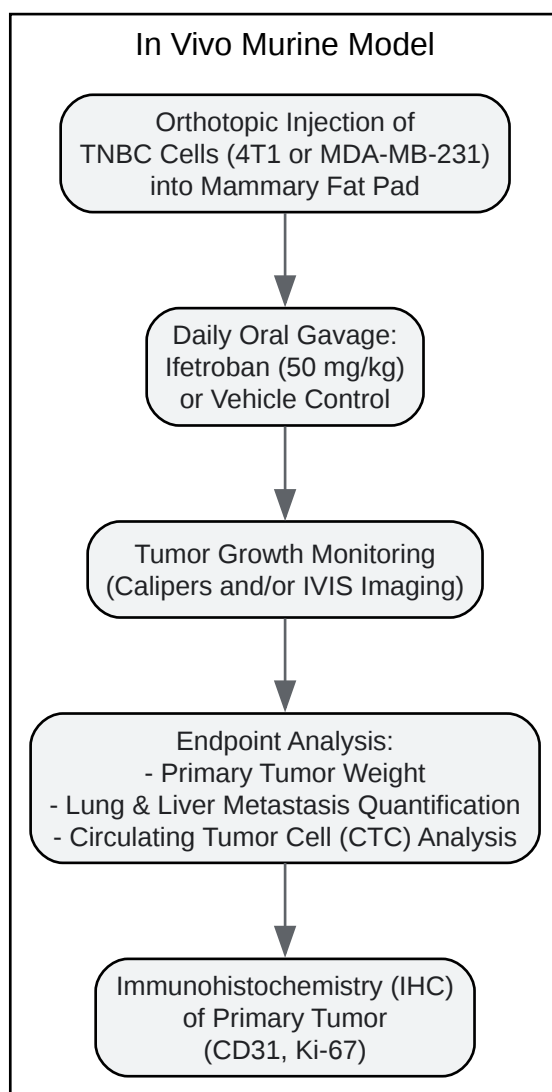 In Vivo Murine Model
Orthotopic Injection of
TNBC Cells (4T1 or MDA-MB-231)
into Mammary Fat Pad
Daily Oral Gavage:
Ifetroban (50 mg/kg)
or Vehicle Control
Tumor Growth Monitoring
(Calipers and/or IVIS Imaging)
Endpoint Analysis:
- Primary Tumor Weight
- Lung & Liver Metastasis Quantification
- Circulating Tumor Cell (CTC) Analysis
Immunohistochemistry (IHC)
of Primary Tumor
(CD31, Ki-67)